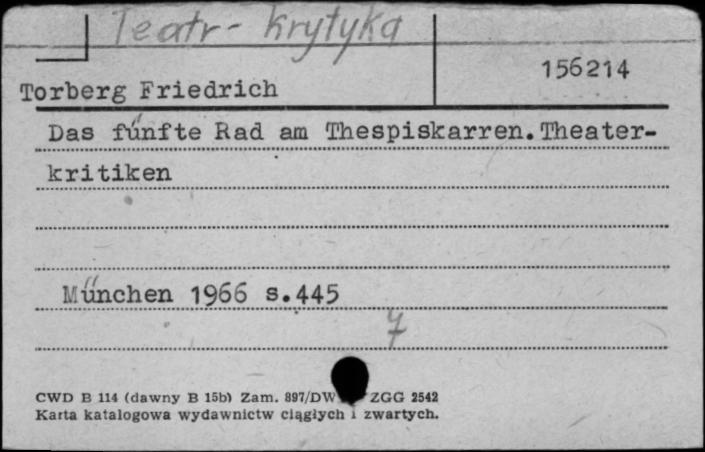 Teatr - krytyka
156214
Torberg Friedrich
Das fünfte Rad am Thespiskarren. Theater-
kritiken
München 1966 s.445
7
CWD B 114 (dawny B 15b) Zam. 897/DW ZGG 2542
Karta katalogowa wydawnictw ciągłych i zwartych.